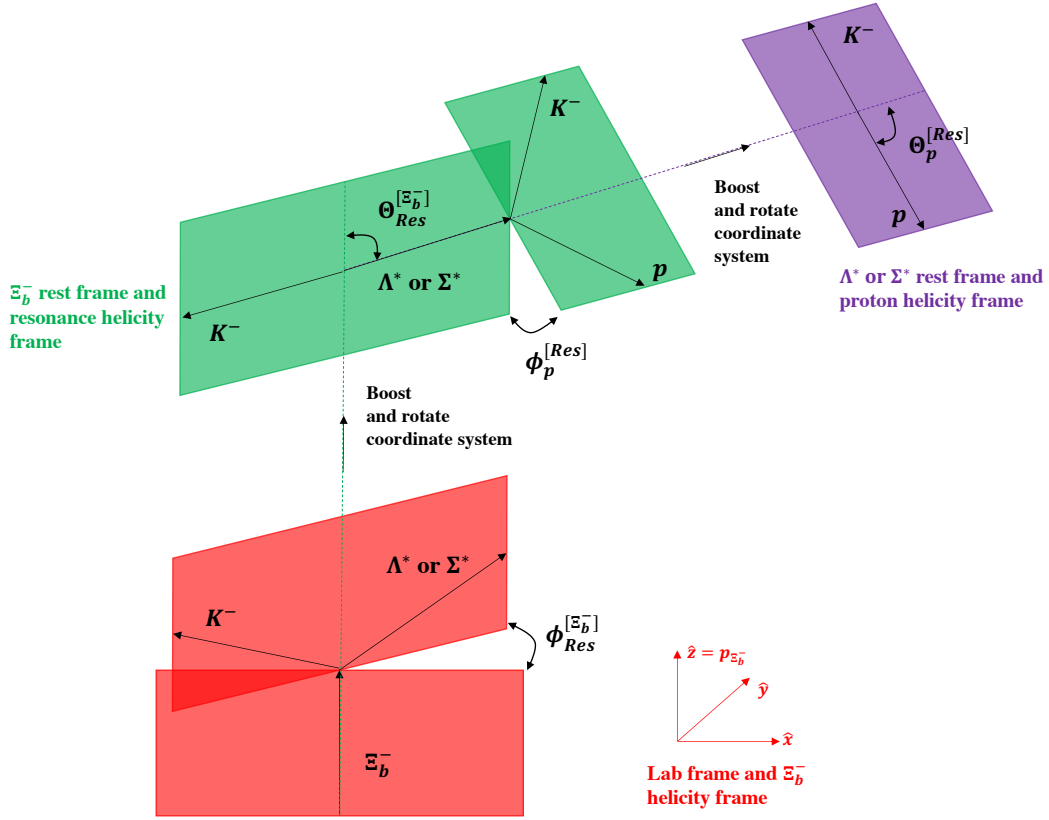 K⁻
Θ_p^[Res]
p
Λ* or Σ* rest frame and
proton helicity frame
Boost
and rotate
coordinate
system
K⁻
p
Θ_Res^[Ξ_b⁻]
Λ* or Σ*
K⁻
Ξ_b⁻ rest frame and
resonance helicity
frame
ϕ_p^[Res]
Boost
and rotate
coordinate system
Λ* or Σ*
K⁻
ϕ_Res^[Ξ_b⁻]
Ξ_b⁻
ẑ = p_Ξ_b⁻
ŷ
x̂
Lab frame and Ξ_b⁻
helicity frame